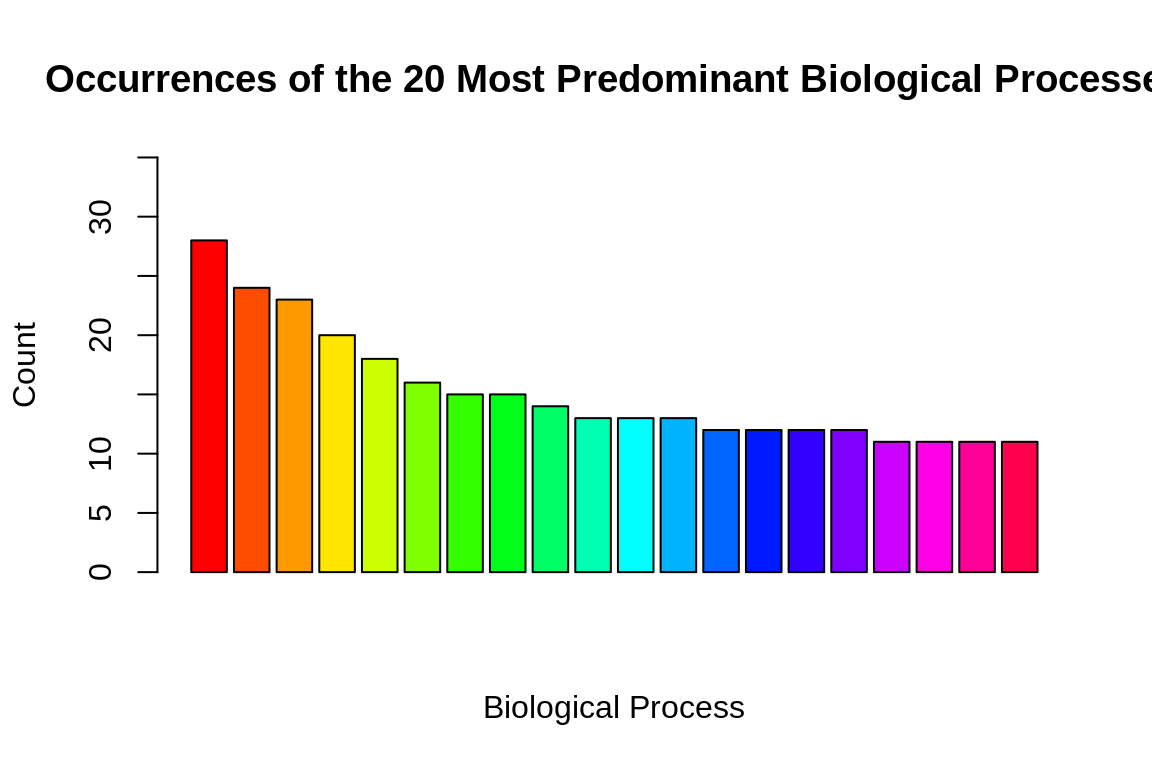 Occurrences of the 20 Most Predominant Biological Processe
30
20
10
5
0
Count
Biological Process